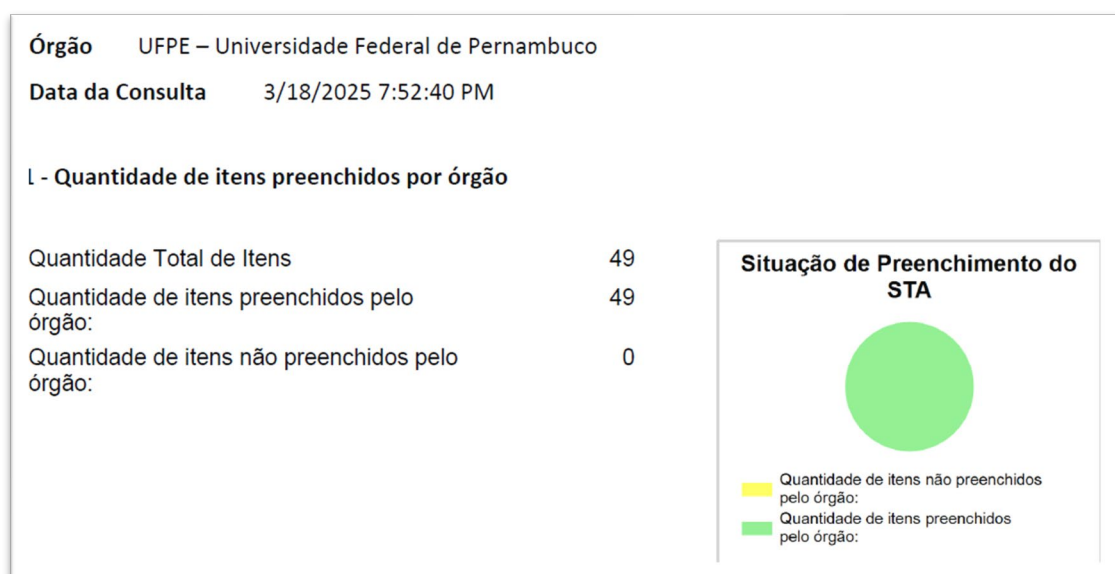 Órgão UFPE – Universidade Federal de Pernambuco
Data da Consulta 3/18/2025 7:52:40 PM
1 - Quantidade de itens preenchidos por órgão
Quantidade Total de Itens 49
Quantidade de itens preenchidos pelo órgão: 49
Quantidade de itens não preenchidos pelo órgão: 0
Situação de Preenchimento do
STA
Quantidade de itens não preenchidos
pelo órgão:
Quantidade de itens preenchidos
pelo órgão: